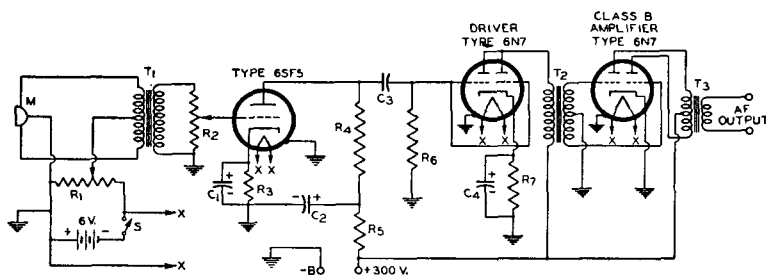 DRIVER
TYPE 6N7
CLASS B
AMPLIFIER
TYPE 6N7
TYPE 6SF5
T1
T2
T3
M
R2
C3
R4
R6
AF
OUTPUT
R1
C1
+
R3
X X
X X
X X
- C2 +
C4
+
R7
R5
6 V.
+ -
S
X
X
-B
+300 V.